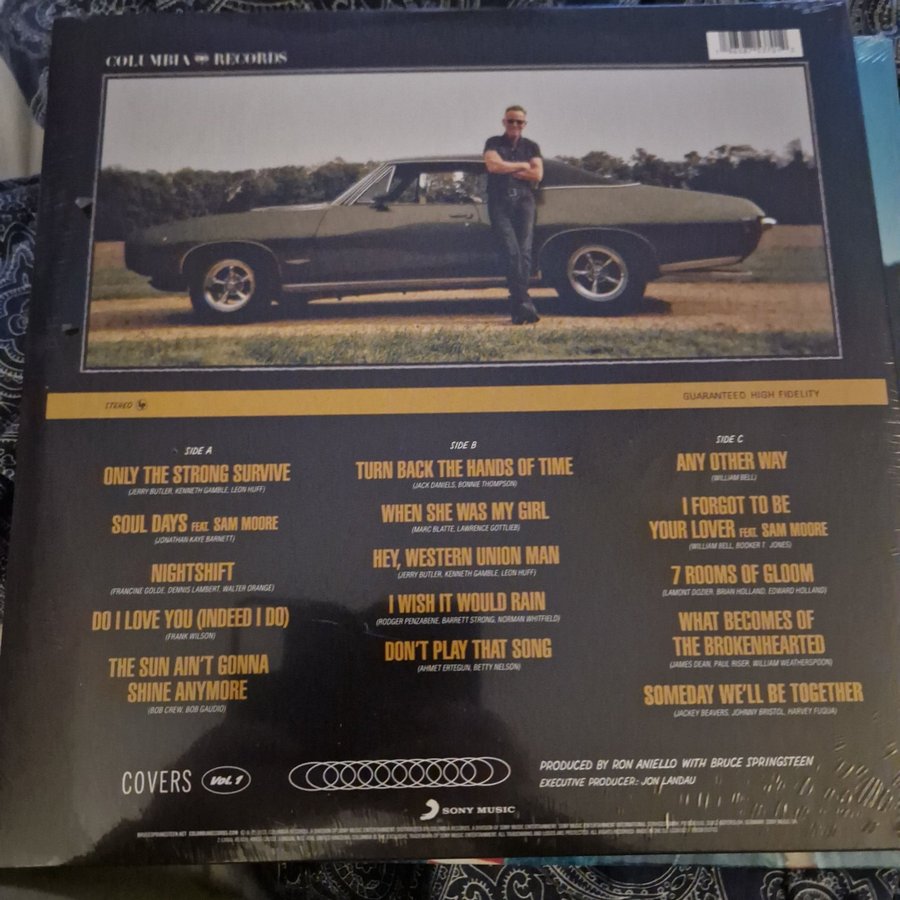 COLUMBIA RECORDS
STEREO
GUARANTEED HIGH FIDELITY
SIDE A
ONLY THE STRONG SURVIVE
(JERRY BUTLER, KENNETH GAMBLE, LEON HUFF)
SOUL DAYS FEAT. SAM MOORE
(JONATHAN KAYE BARNETT)
NIGHTSHIFT
(FRANCINE GOLDE, DENNIS LAMBERT, WALTER ORANGE)
DO I LOVE YOU (INDEED I DO)
(FRANK WILSON)
THE SUN AIN'T GONNA
SHINE ANYMORE
(BOB CREW, BOB GAUDIO)
SIDE B
TURN BACK THE HANDS OF TIME
(JACK DANIELS, BONNIE THOMPSON)
WHEN SHE WAS MY GIRL
(MARC BLATTE, LAWRENCE GOTTLIEB)
HEY, WESTERN UNION MAN
(JERRY BUTLER, KENNETH GAMBLE, LEON HUFF)
I WISH IT WOULD RAIN
(RODGER PENZABENE, BARRETT STRONG, NORMAN WHITFIELD)
DON'T PLAY THAT SONG
(AHMET ERTEGUN, BETTY NELSON)
SIDE C
ANY OTHER WAY
(WILLIAM BELL)
I FORGOT TO BE
YOUR LOVER FEAT. SAM MOORE
(WILLIAM BELL, BOOKER T. JONES)
7 ROOMS OF GLOOM
(LAMONT DOZIER, BRIAN HOLLAND, EDWARD HOLLAND)
WHAT BECOMES OF
THE BROKENHEARTED
(JAMES DEAN, PAUL RISER, WILLIAM WEATHERSPOON)
SOMEDAY WE'LL BE TOGETHER
(JACKEY BEAVERS, JOHNNY BRISTOL, HARVEY FUQUA)
COVERS VOL. 1
PRODUCED BY RON ANIELLO WITH BRUCE SPRINGSTEEN
EXECUTIVE PRODUCER: JON LANDAU
SONY MUSIC